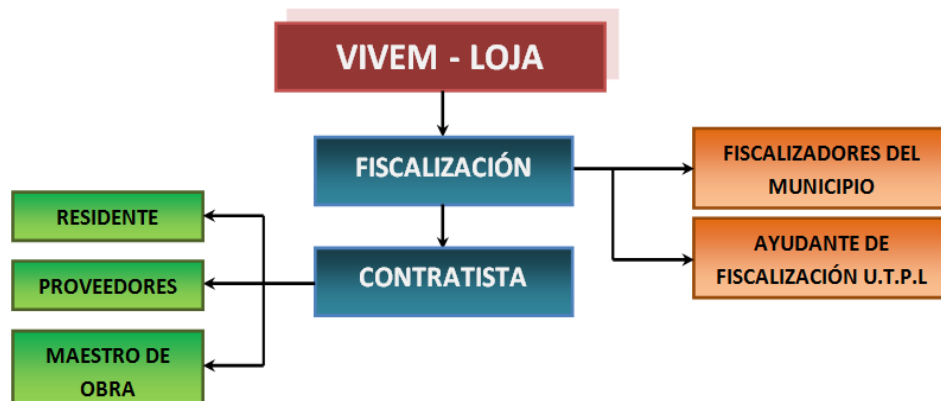 VIVEM - LOJA
FISCALIZACIÓN
FISCALIZADORES DEL
MUNICIPIO
RESIDENTE
AYUDANTE DE
FISCALIZACIÓN U.T.P.L
PROVEEDORES
CONTRATISTA
MAESTRO DE
OBRA